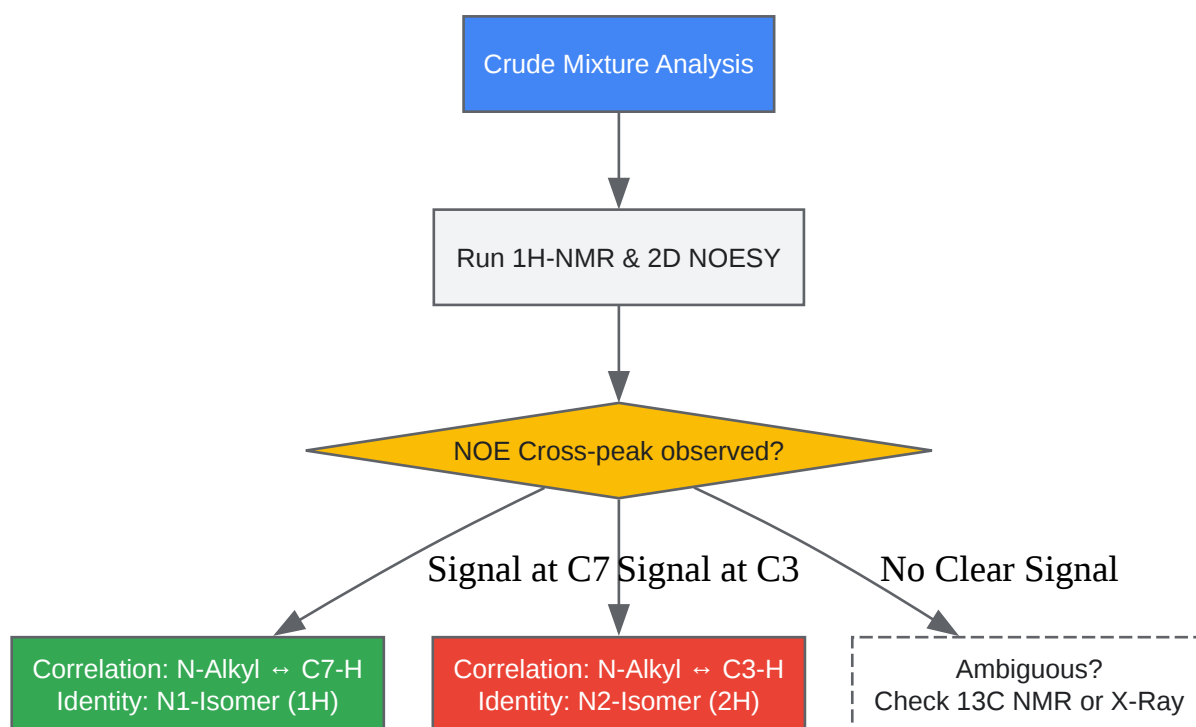 Crude Mixture Analysis
Run 1H-NMR & 2D NOESY
NOE Cross-peak observed?
Signal at C7
Signal at C3
No Clear Signal
Correlation: N-Alkyl ↔ C7-H
Identity: N1-Isomer (1H)
Correlation: N-Alkyl ↔ C3-H
Identity: N2-Isomer (2H)
Ambiguous?
Check 13C NMR or X-Ray